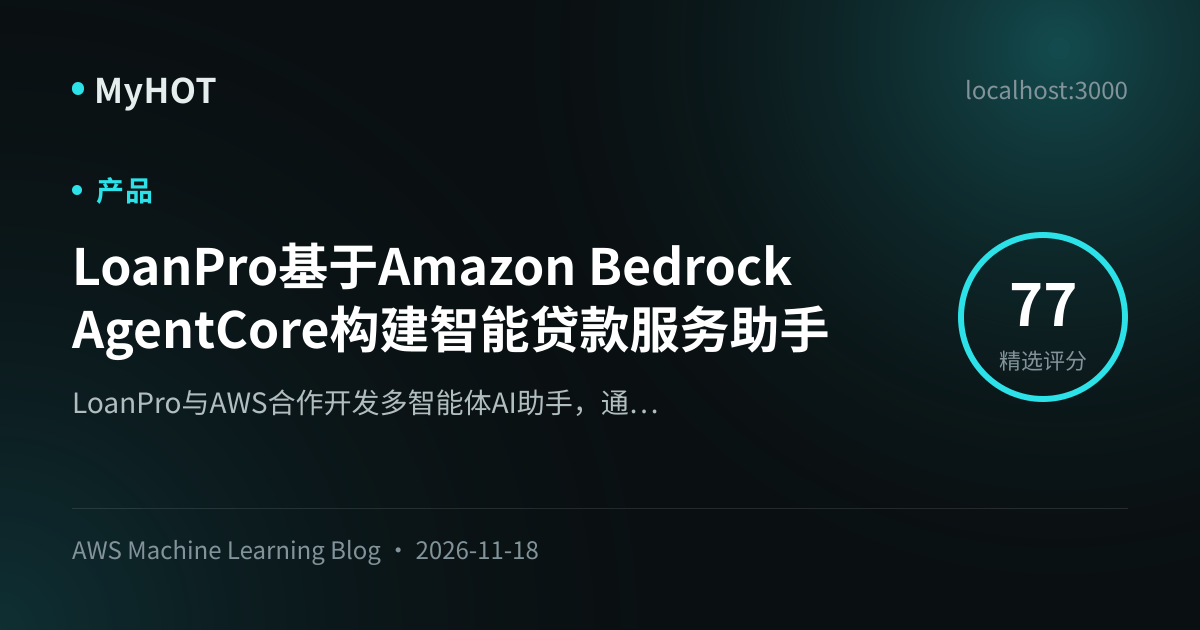 MyHOT
localhost:3000
产品
LoanPro基于Amazon Bedrock
AgentCore构建智能贷款服务助手
77
精选评分
LoanPro与AWS合作开发多智能体AI助手，通…
AWS Machine Learning Blog • 2026-11-18